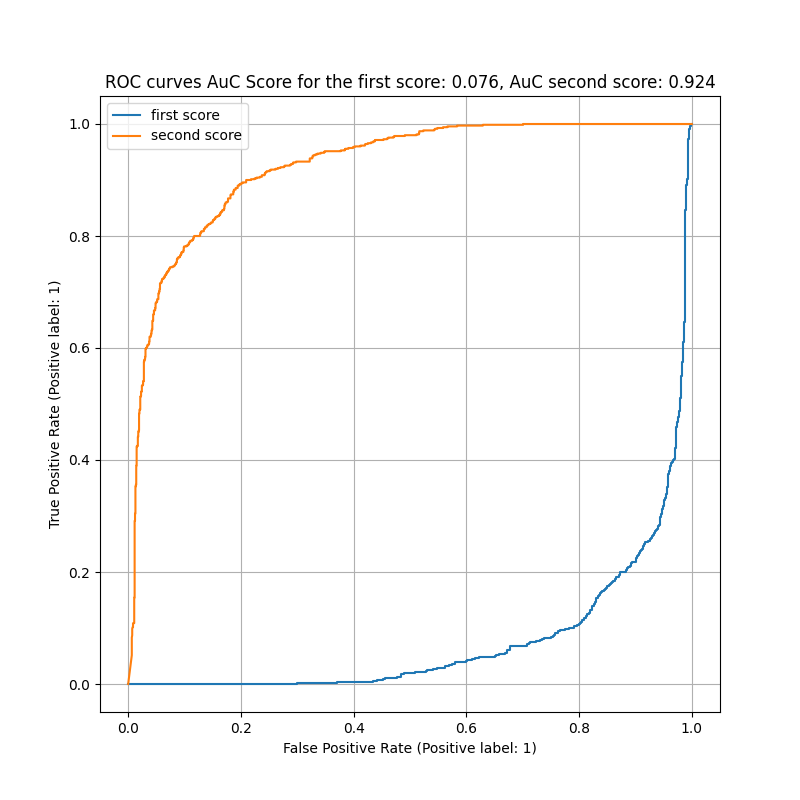 ROC curves AuC Score for the first score: 0.076, AuC second score: 0.924
first score
second score
1.0
0.8
0.6
0.4
0.2
0.0
True Positive Rate (Positive label: 1)
0.0 0.2 0.4 0.6 0.8 1.0
False Positive Rate (Positive label: 1)